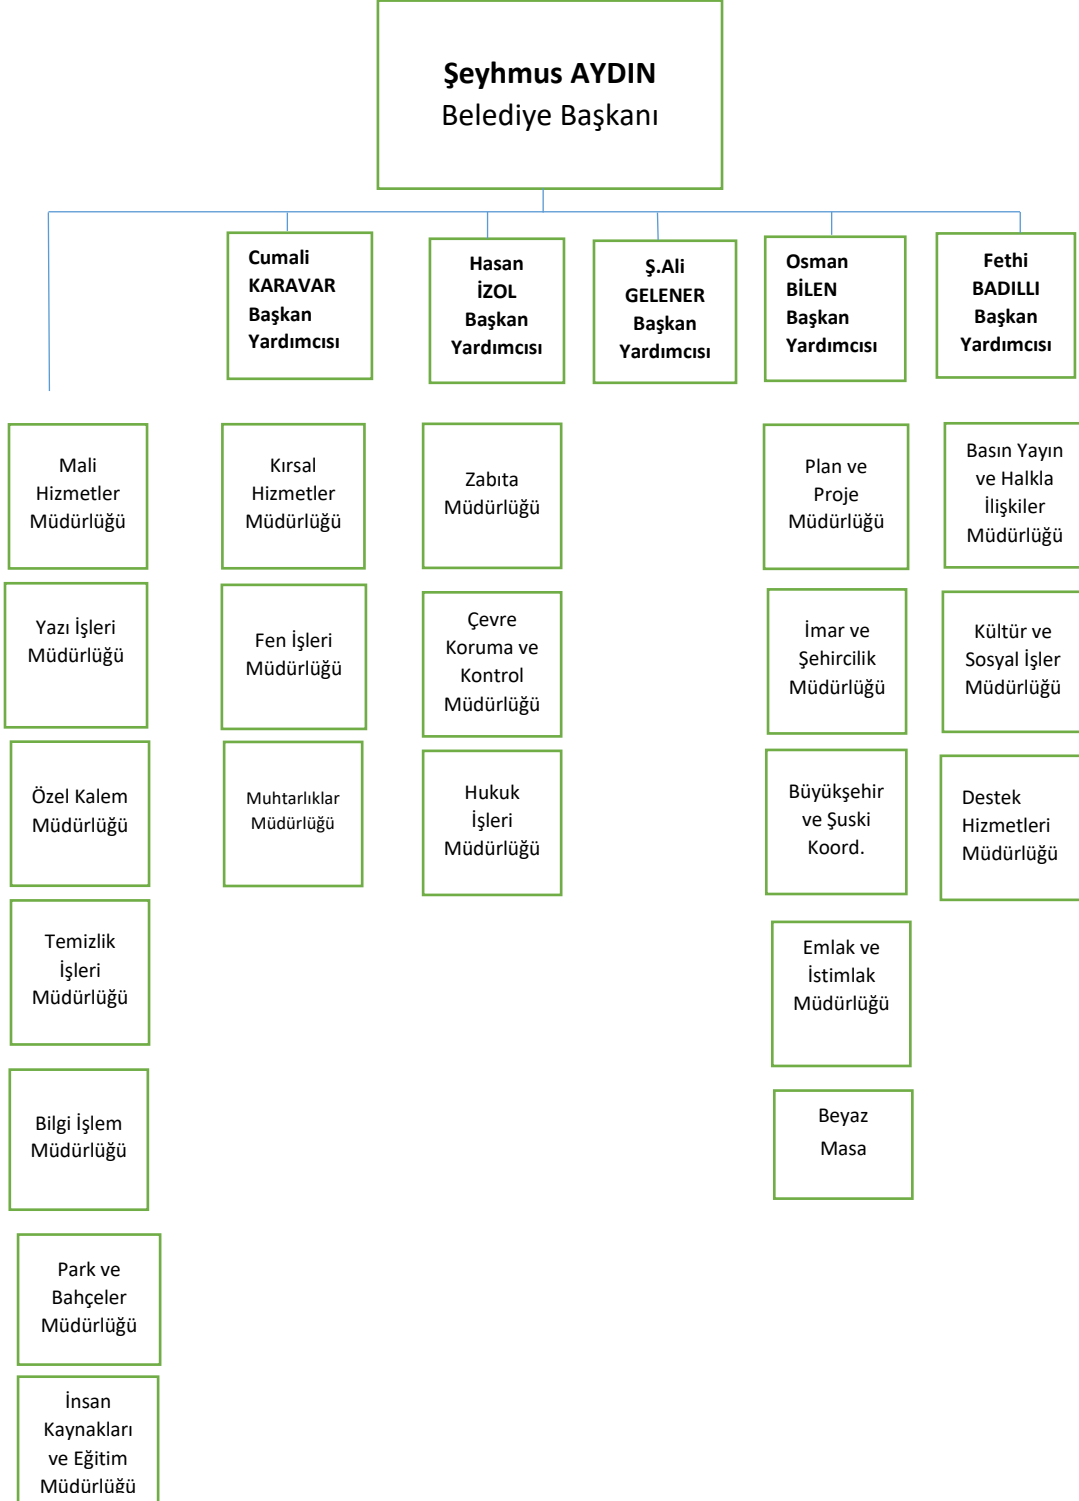 Şeyhmus AYDIN
Belediye Başkanı
Cumali
KARAVAR
Başkan
Yardımcısı
Hasan
İZOL
Başkan
Yardımcısı
Ş.Ali
GELENER
Başkan
Yardımcısı
Osman
BİLEN
Başkan
Yardımcısı
Fethi
BADILLI
Başkan
Yardımcısı
Mali
Hizmetler
Müdürlüğü
Kırsal
Hizmetler
Müdürlüğü
Zabıta
Müdürlüğü
Plan ve
Proje
Müdürlüğü
Basın Yayın
ve Halkla
İlişkiler
Müdürlüğü
Yazı İşleri
Müdürlüğü
Fen İşleri
Müdürlüğü
Çevre
Koruma ve
Kontrol
Müdürlüğü
İmar ve
Şehircilik
Müdürlüğü
Kültür ve
Sosyal İşler
Müdürlüğü
Özel Kalem
Müdürlüğü
Muhtarlıklar
Müdürlüğü
Hukuk
İşleri
Müdürlüğü
Büyükşehir
ve Şuski
Koord.
Destek
Hizmetleri
Müdürlüğü
Temizlik
İşleri
Müdürlüğü
Emlak ve
İstimlak
Müdürlüğü
Bilgi İşlem
Müdürlüğü
Beyaz
Masa
Park ve
Bahçeler
Müdürlüğü
İnsan
Kaynakları
ve Eğitim
Müdürlüğü